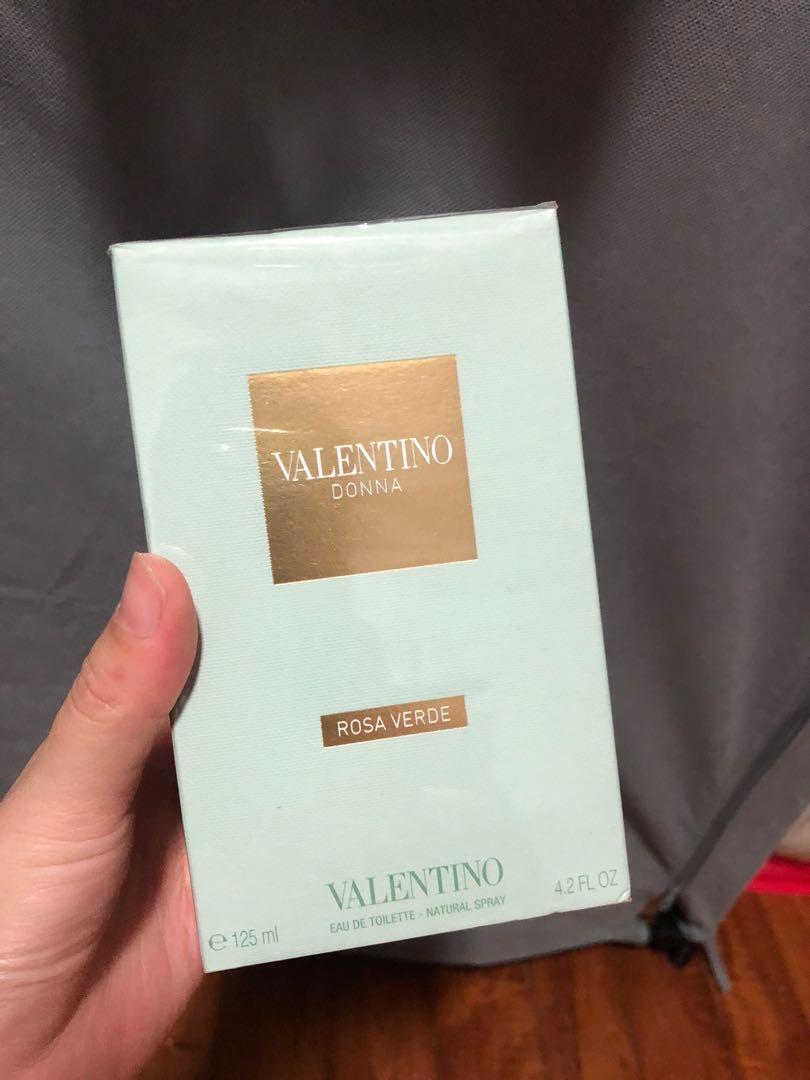 VALENTINO
DONNA
ROSA VERDE
VALENTINO
EAU DE TOILETTE - NATURAL SPRAY
℮ 125 ml
4.2 FL OZ